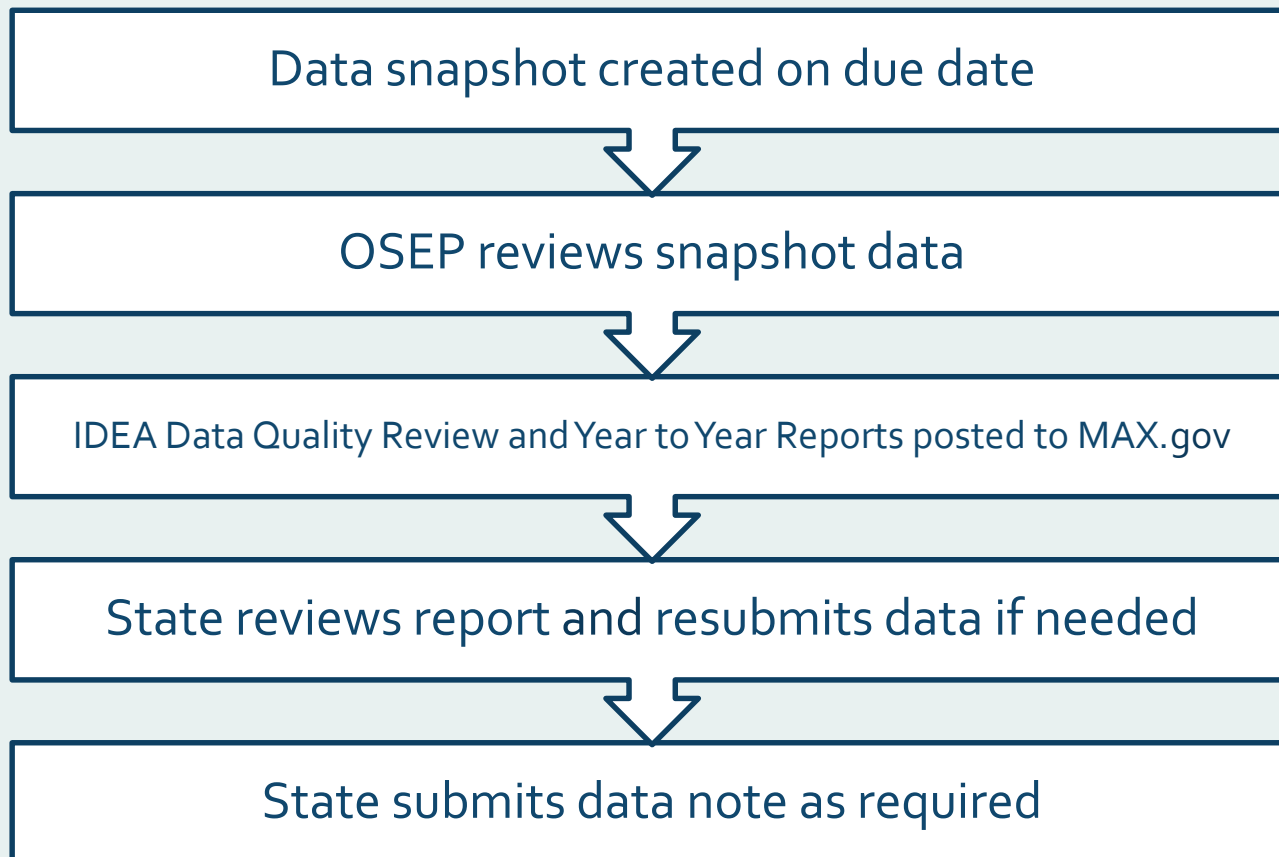 Data snapshot created on due date
OSEP reviews snapshot data
IDEA Data Quality Review and Year to Year Reports posted to MAX.gov
State reviews report and resubmits data if needed
State submits data note as required